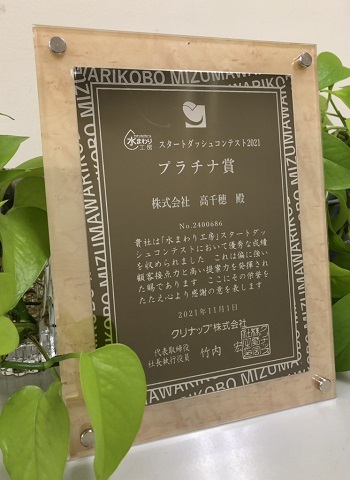 MIZUMAWARIKOBO MIZUMAWARIKOBO
水まわり工房
スタートダッシュコンテスト2021
プラチナ賞
株式会社 高千穂 殿
No.2400686
貴社は「水まわり工房」スタートダッ
シュコンテストにおいて優秀な成績
を収められました これは偏に強い
顧客接点力と高い提案力を発揮され
た賜であります ここにその栄誉を
たたえ心より感謝の意を表します
2021年11月1日
クリナップ株式会社
代表取締役
社長執行役員 竹内 宏